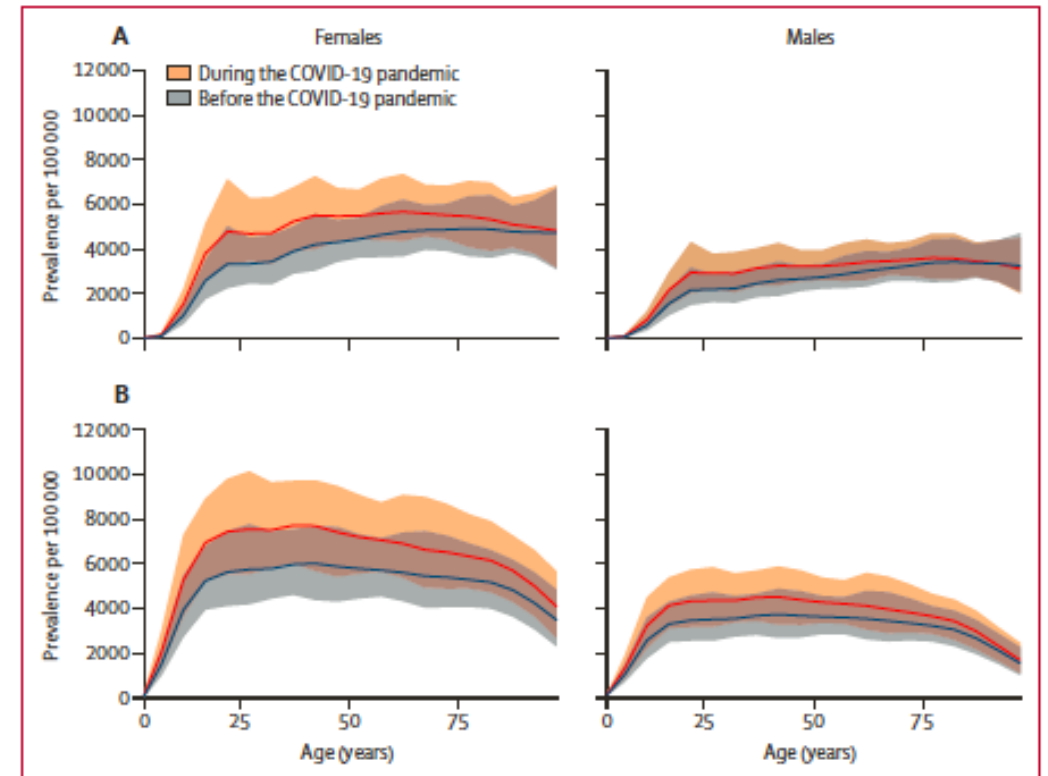 A
Females
Males
During the COVID-19 pandemic
Before the COVID-19 pandemic
12000
10000
8000
6000
4000
2000
0
Prevalence per 100 000
B
12000
10000
8000
6000
4000
2000
0
Prevalence per 100 000
0 25 50 75
Age (years)
0 25 50 75
Age (years)